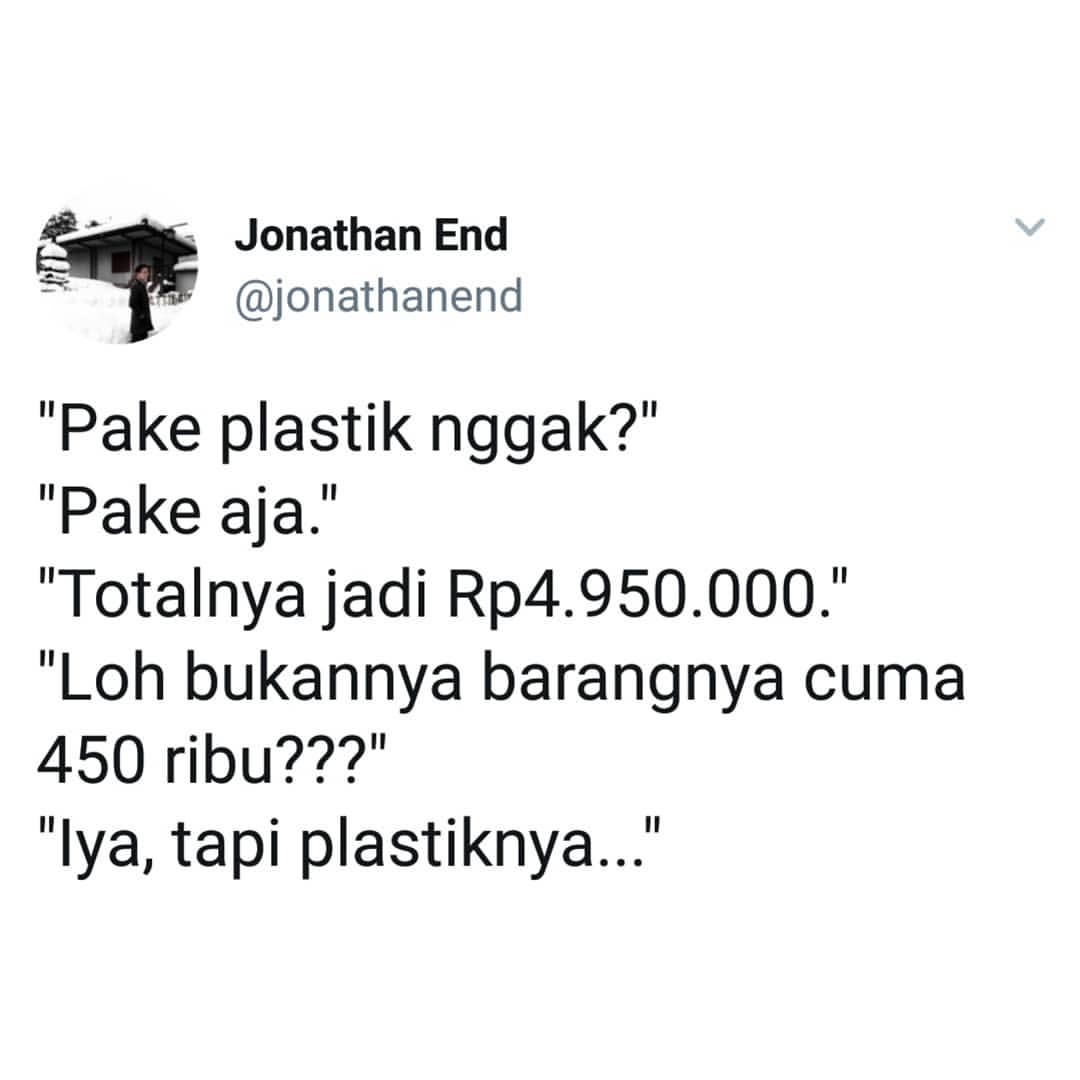 Jonathan End
@jonathanend
"Pake plastik nggak?"
"Pake aja."
"Totalnya jadi Rp4.950.000."
"Loh bukannya barangnya cuma
450 ribu???"
"Iya, tapi plastiknya..."